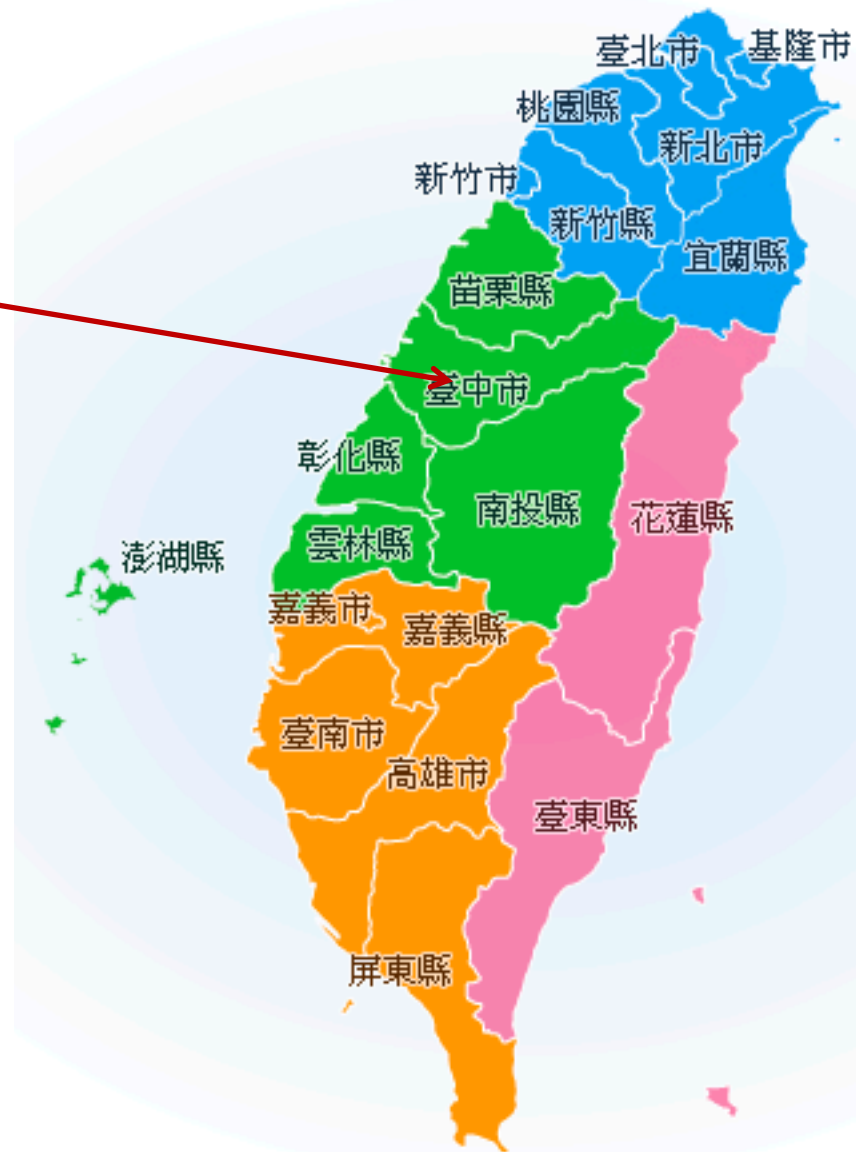 臺北市
基隆市
桃園縣
新北市
新竹市
新竹縣
宜蘭縣
苗栗縣
臺中市
彰化縣
南投縣
花蓮縣
雲林縣
澎湖縣
嘉義市
嘉義縣
臺南市
高雄市
臺東縣
屏東縣